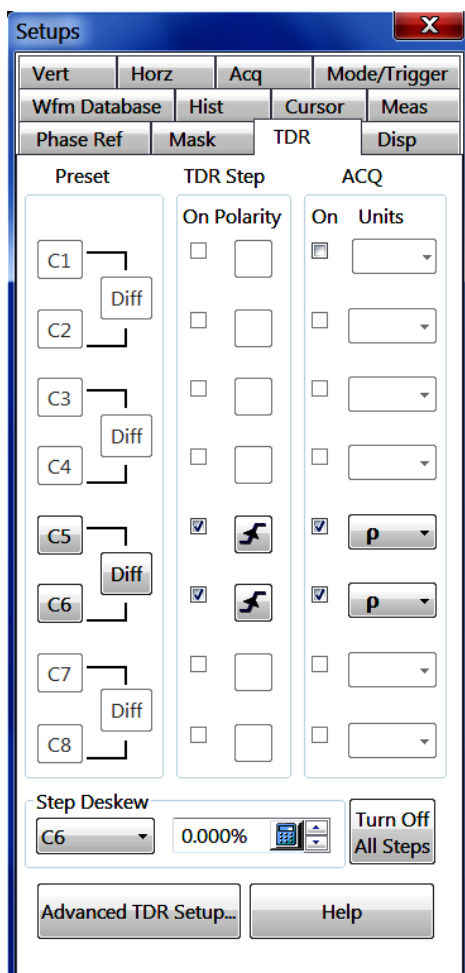 Setups
X
Vert Horz Acq Mode/Trigger
Wfm Database Hist Cursor Meas
Phase Ref Mask TDR Disp
Preset TDR Step ACQ
On Polarity On Units
C1
Diff
C2
C3
Diff
C4
C5 ρ
Diff
C6 ρ
C7
Diff
C8
Step Deskew
C6 0.000%
Turn Off
All Steps
Advanced TDR Setup... Help